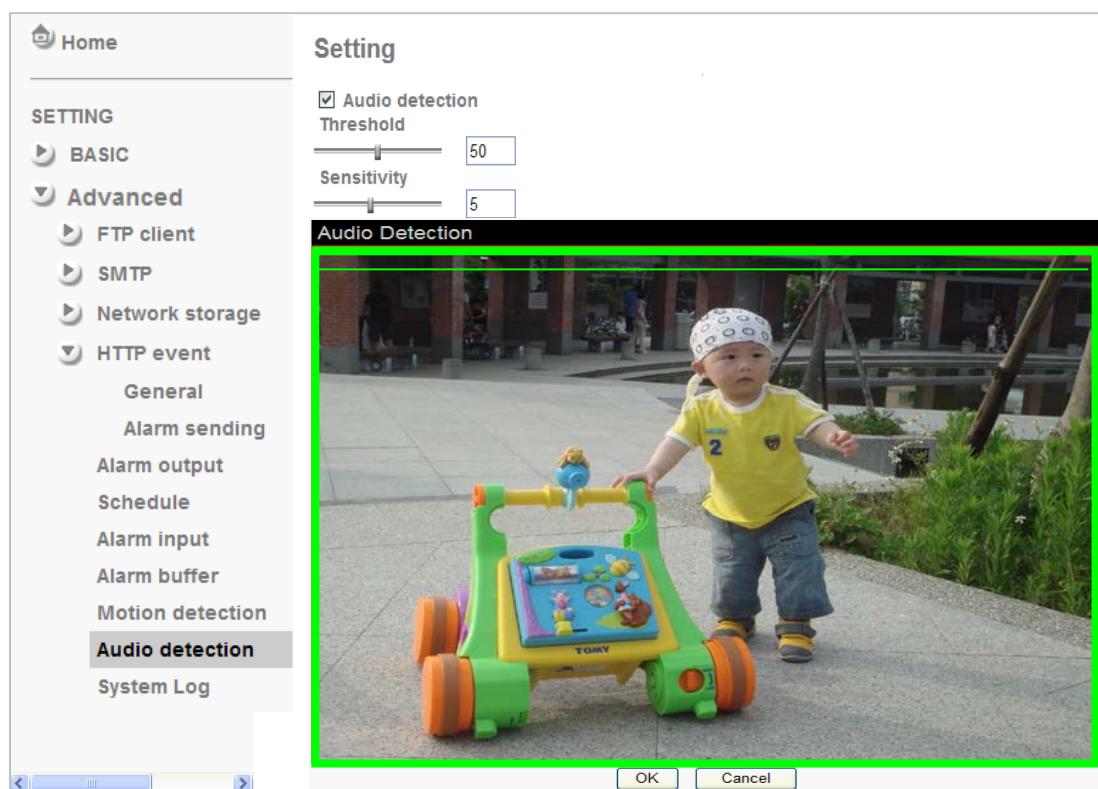 Home
SETTING
BASIC
Advanced
FTP client
SMTP
Network storage
HTTP event
General
Alarm sending
Alarm output
Schedule
Alarm input
Alarm buffer
Motion detection
Audio detection
System Log
Setting
Audio detection
Threshold
50
Sensitivity
5
Audio Detection
2
TOMY
OK
Cancel